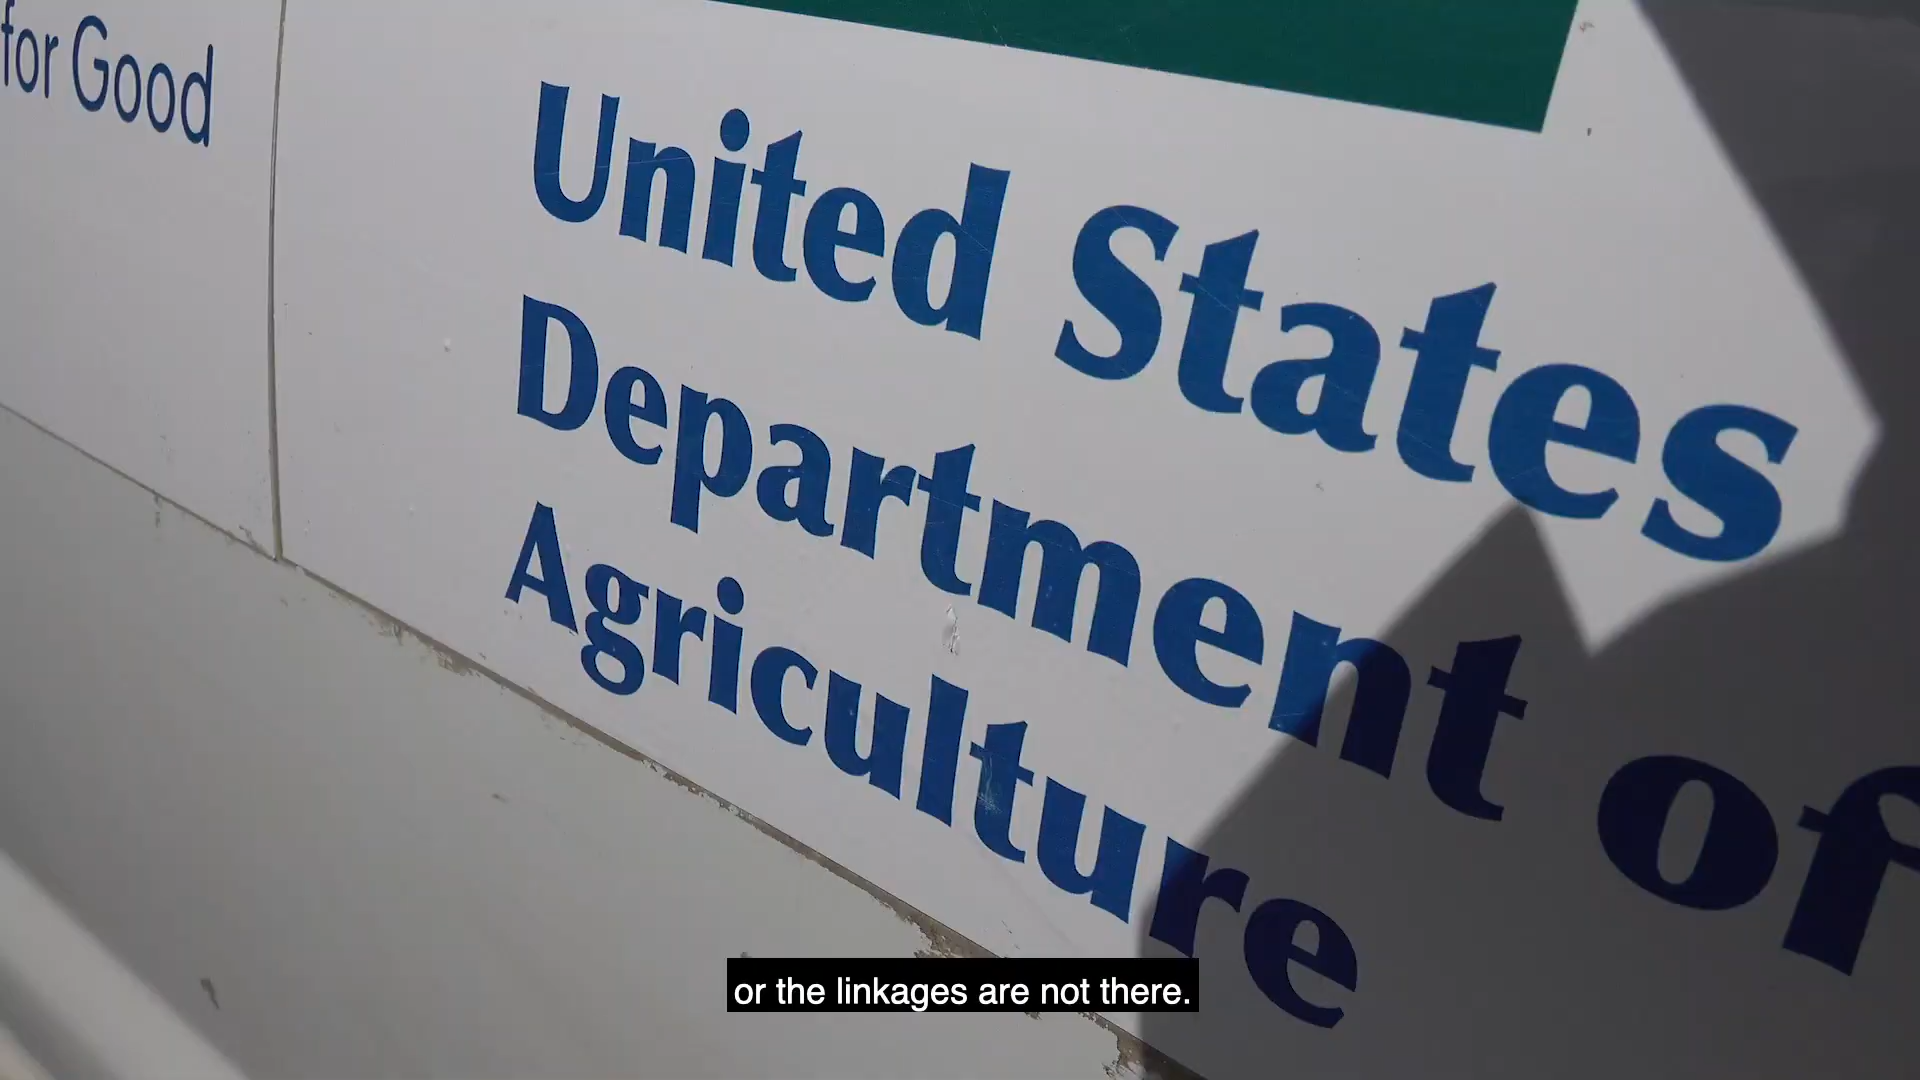 for Good
United States
Department of
Agriculture
or the linkages are not there.